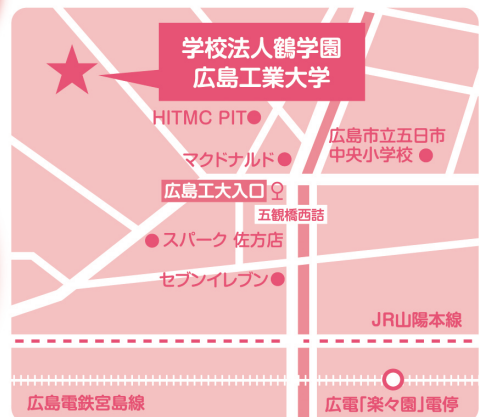 学校法人鶴学園
広島工業大学
HITMC PIT
広島市立五日市
中央小学校
マクドナルド
広島工大入口
五観橋西詰
スパーク 佐方店
セブンイレブン
JR山陽本線
広島電鉄宮島線
広電「楽々園」電停